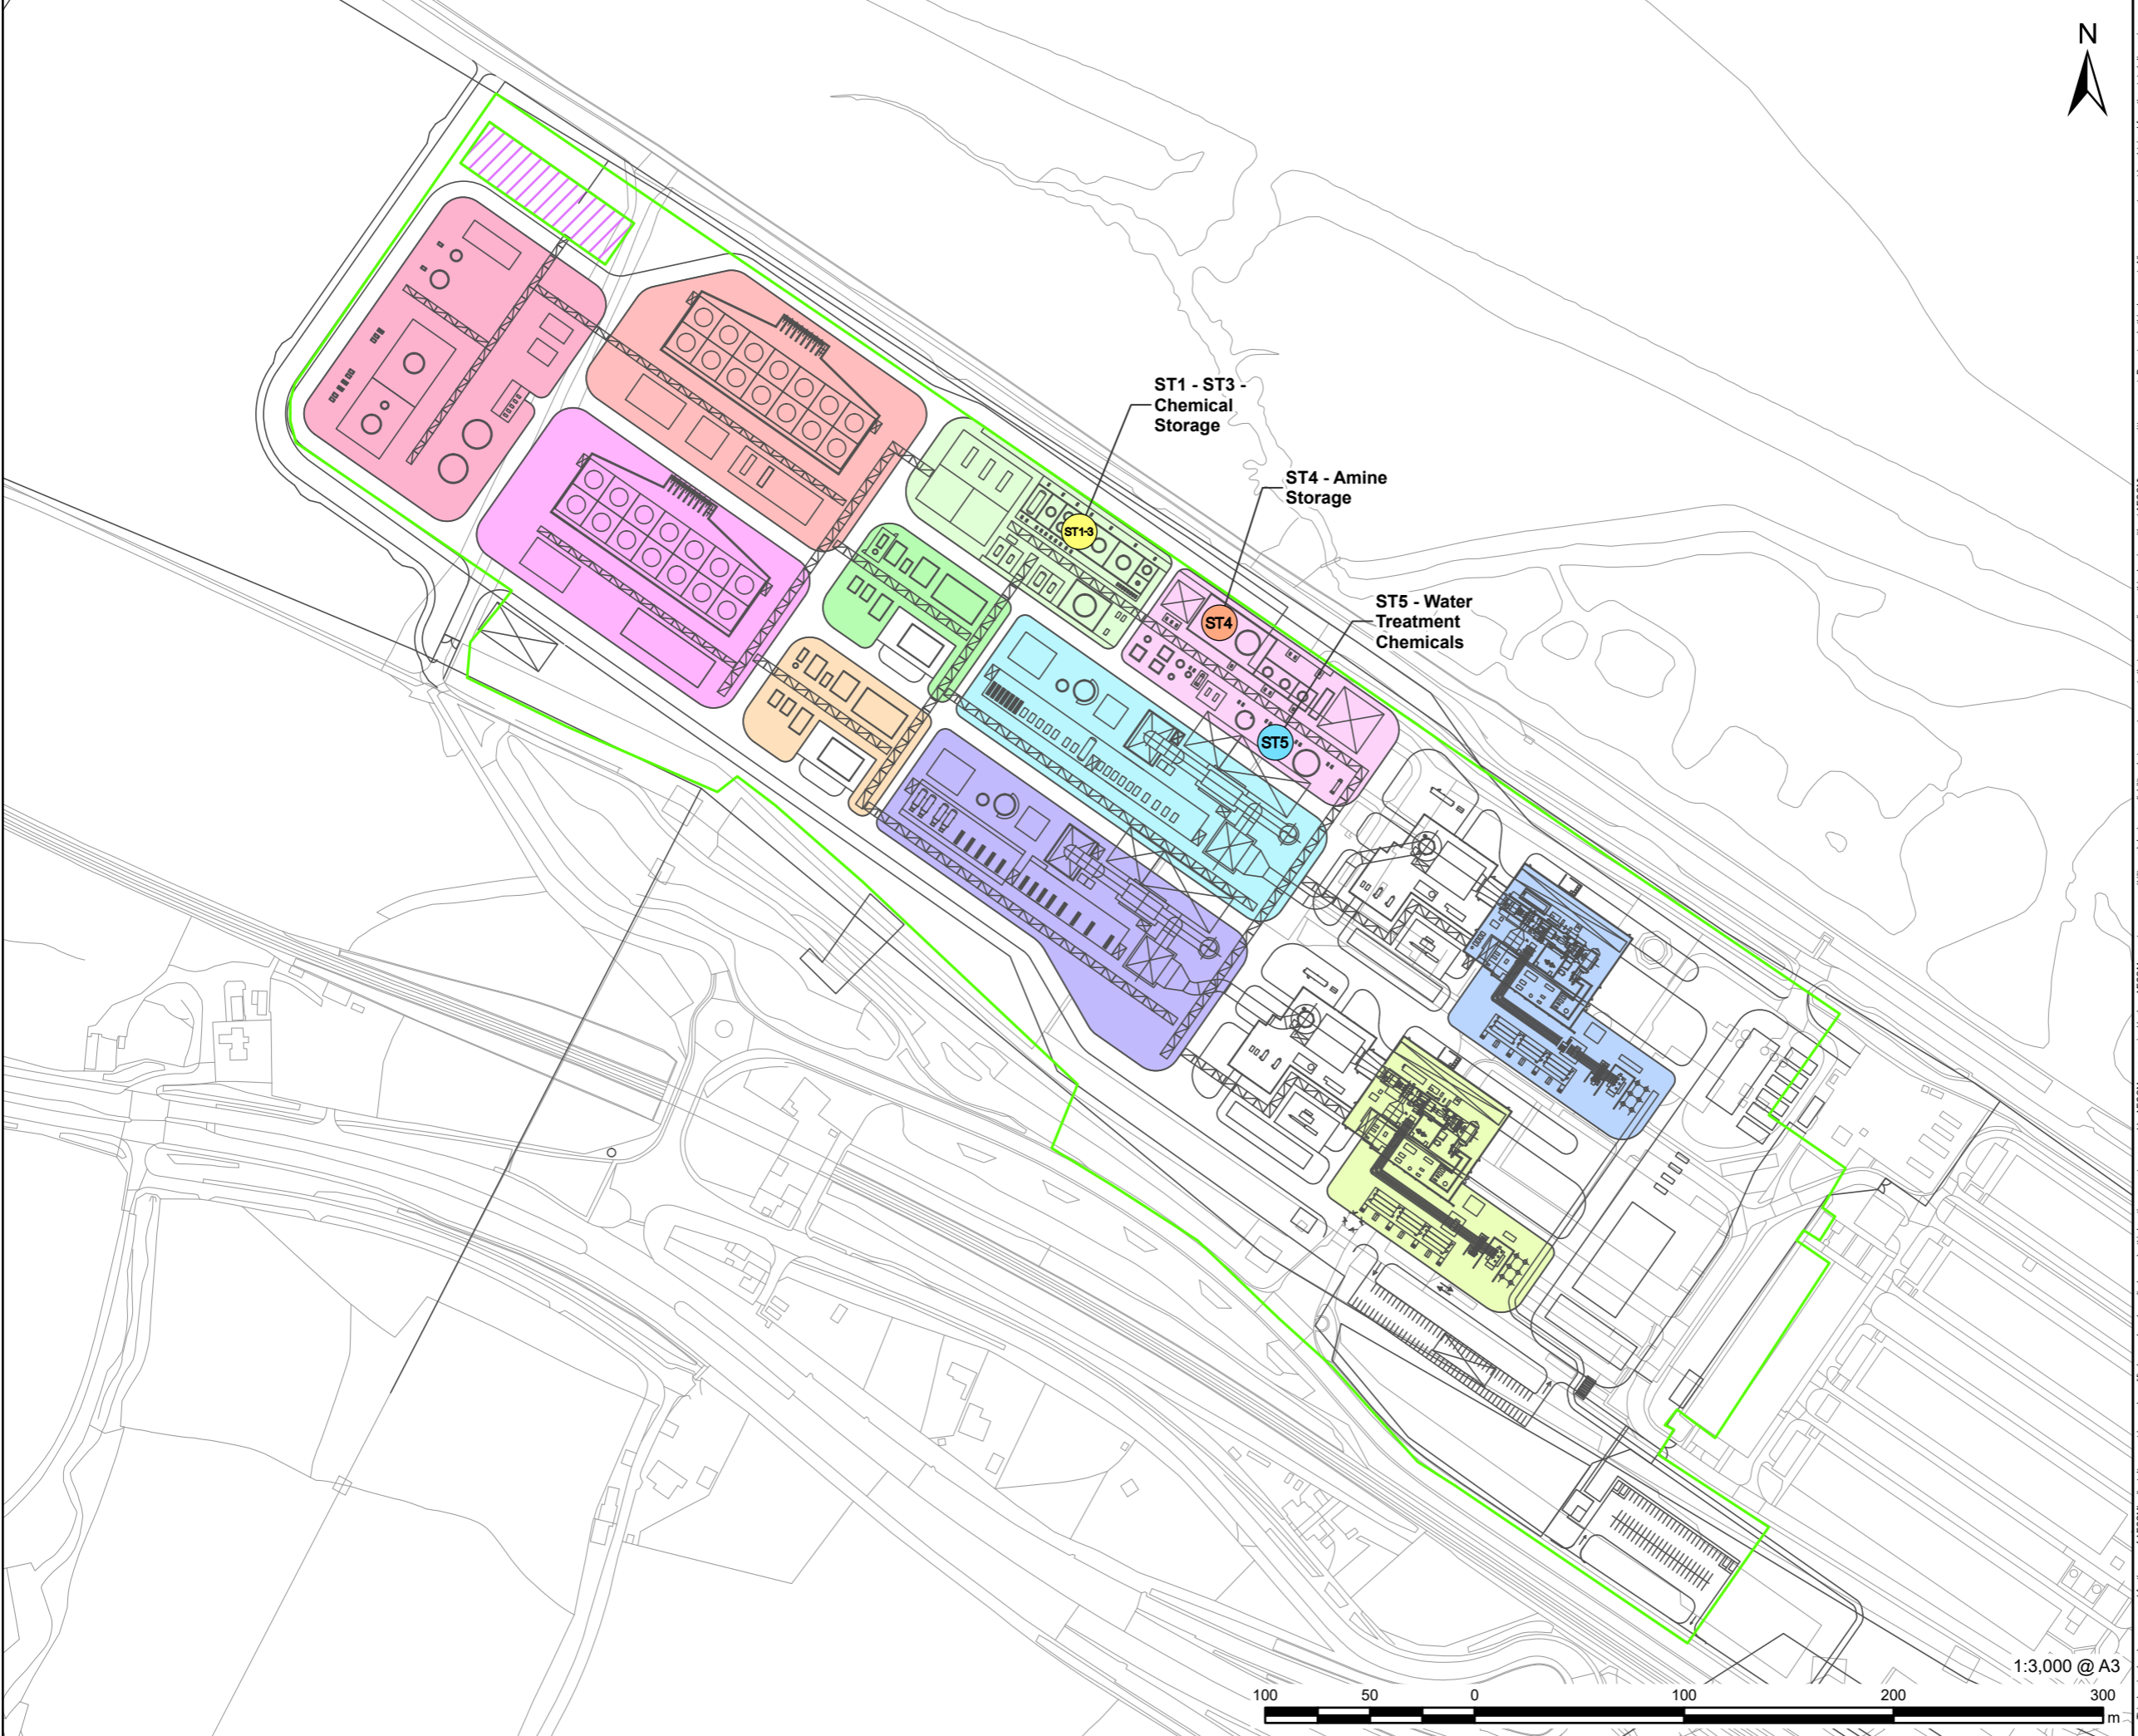 N
ST1 - ST3 -
Chemical
Storage
ST4 - Amine
Storage
ST1-3
ST5 - Water
Treatment
Chemicals
ST4
ST5
1:3,000 @ A3
100 50 0 100 200 300
m